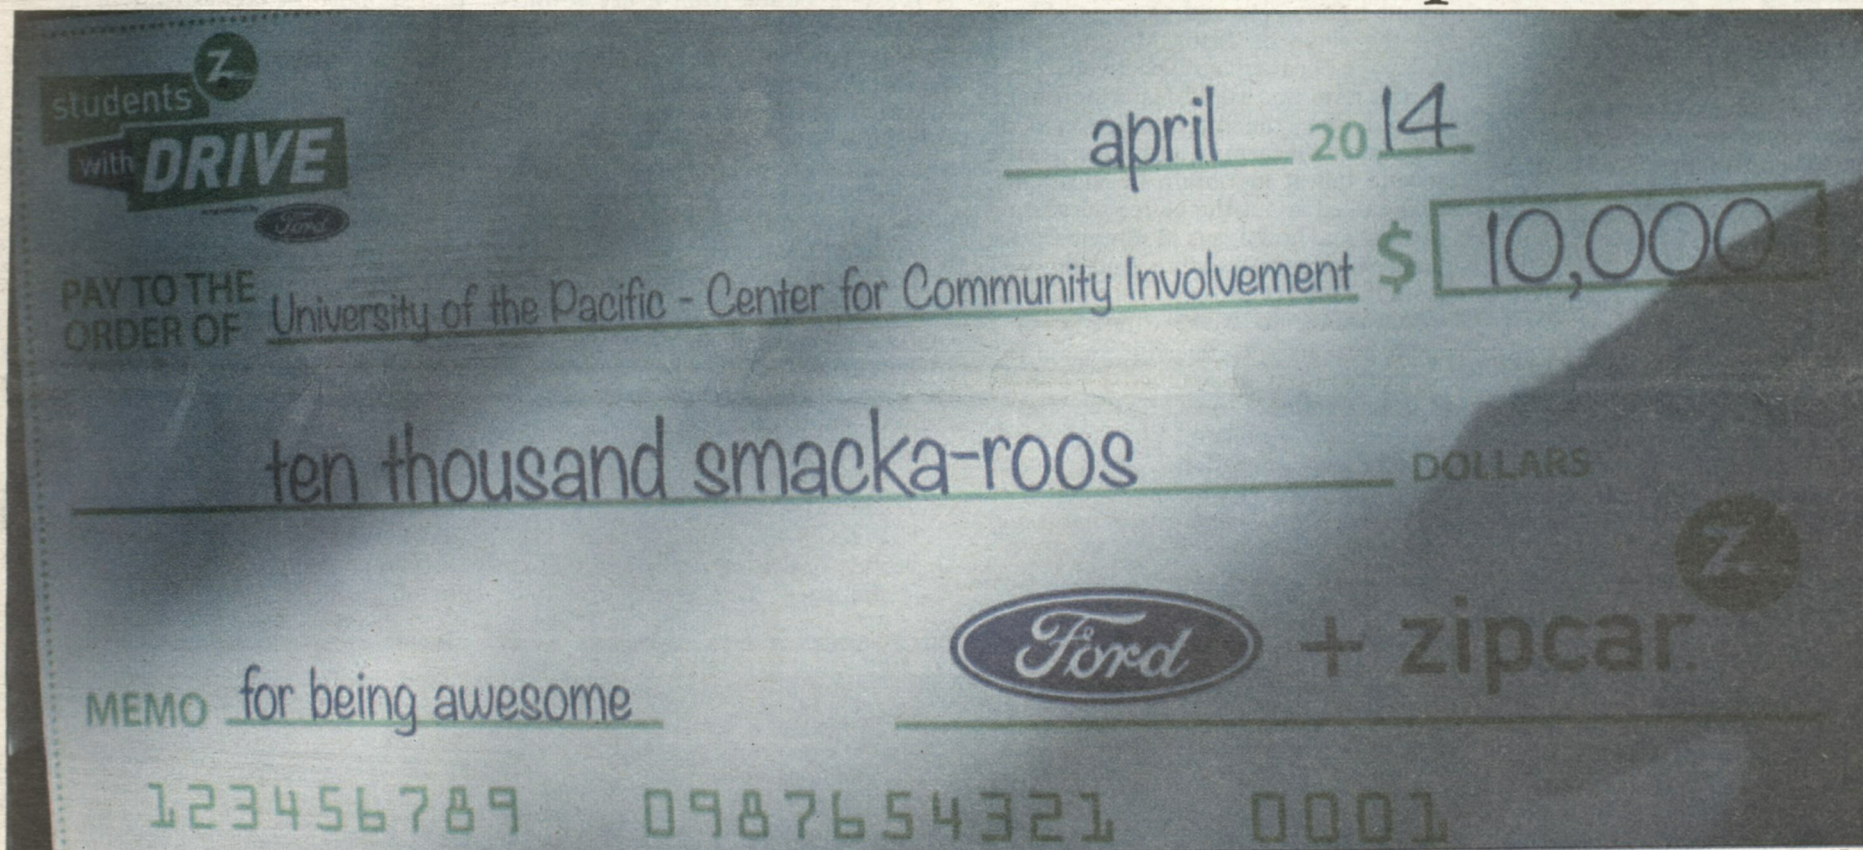 Z
students
with DRIVE
Ford
april 2014
PAY TO THE
ORDER OF University of the Pacific - Center for Community Involvement $ 10,000
ten thousand smacka-roos DOLLARS
Z
Ford + zipcar
MEMO for being awesome
123456789 0987654321 0001